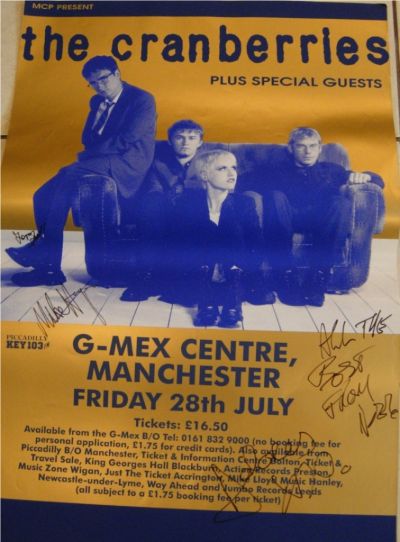 MCP PRESENT
the cranberries
PLUS SPECIAL GUESTS
PICCADILLY
KEY103
G-MEX CENTRE,
MANCHESTER
FRIDAY 28th JULY
Tickets: £16.50
Available from the G-Mex B/O Tel: 0161 832 9000 (no booking fee for
personal application, £1.75 for credit cards). Also available from
Piccadilly B/O Manchester, Ticket & Information Centre Bolton, Ticket &
Travel Sale, King Georges Hall Blackburn, Action Records Preston
Music Zone Wigan, Just The Ticket Accrington, Mike Lloyd Music Hanley,
Newcastle-under-Lyme, Way Ahead and Jumbo Records Leeds
(all subject to a £1.75 booking fee per ticket)